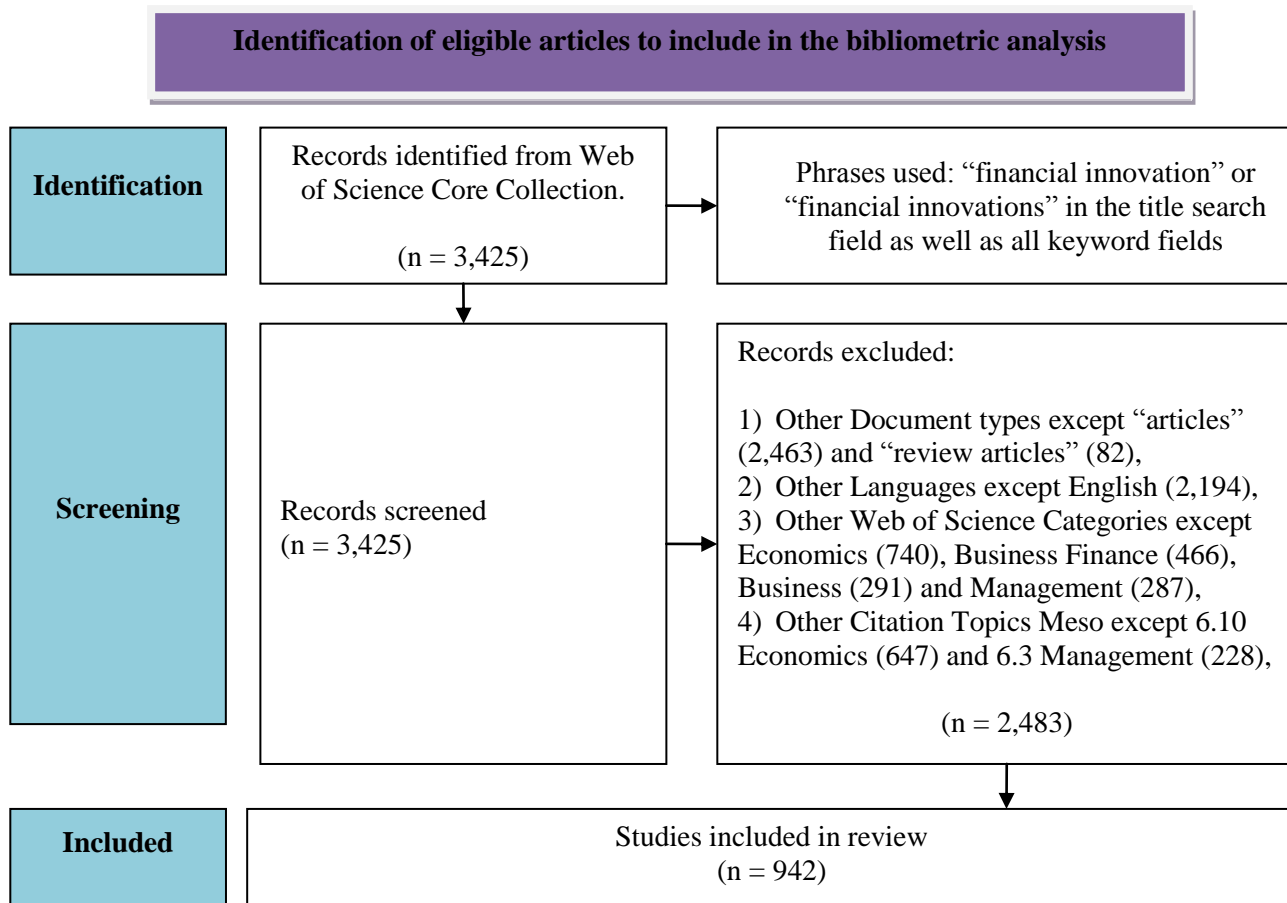 Identification of eligible articles to include in the bibliometric analysis
Identification
Records identified from Web
of Science Core Collection.
(n = 3,425)
Phrases used: “financial innovation” or
“financial innovations” in the title search
field as well as all keyword fields
Screening
Records screened
(n = 3,425)
Records excluded:
1) Other Document types except “articles”
(2,463) and “review articles” (82),
2) Other Languages except English (2,194),
3) Other Web of Science Categories except
Economics (740), Business Finance (466),
Business (291) and Management (287),
4) Other Citation Topics Meso except 6.10
Economics (647) and 6.3 Management (228),
(n = 2,483)
Included
Studies included in review
(n = 942)